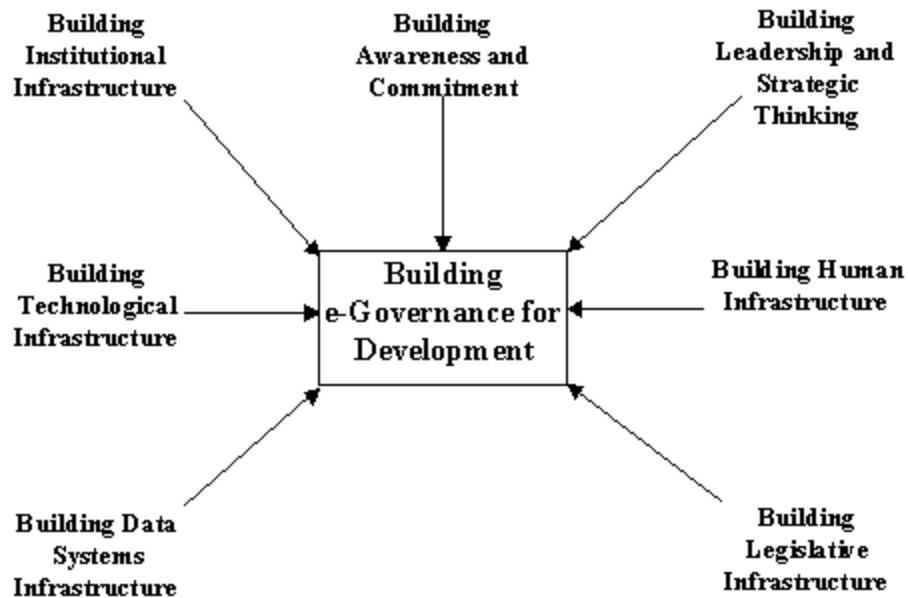 Building
Institutional
Infrastructure
Building
Awareness and
Commitment
Building
Leadership and
Strategic
Thinking
Building
Technological
Infrastructure
Building
e-Governance for
Development
Building Human
Infrastructure
Building Data
Systems
Infrastructure
Building
Legislative
Infrastructure